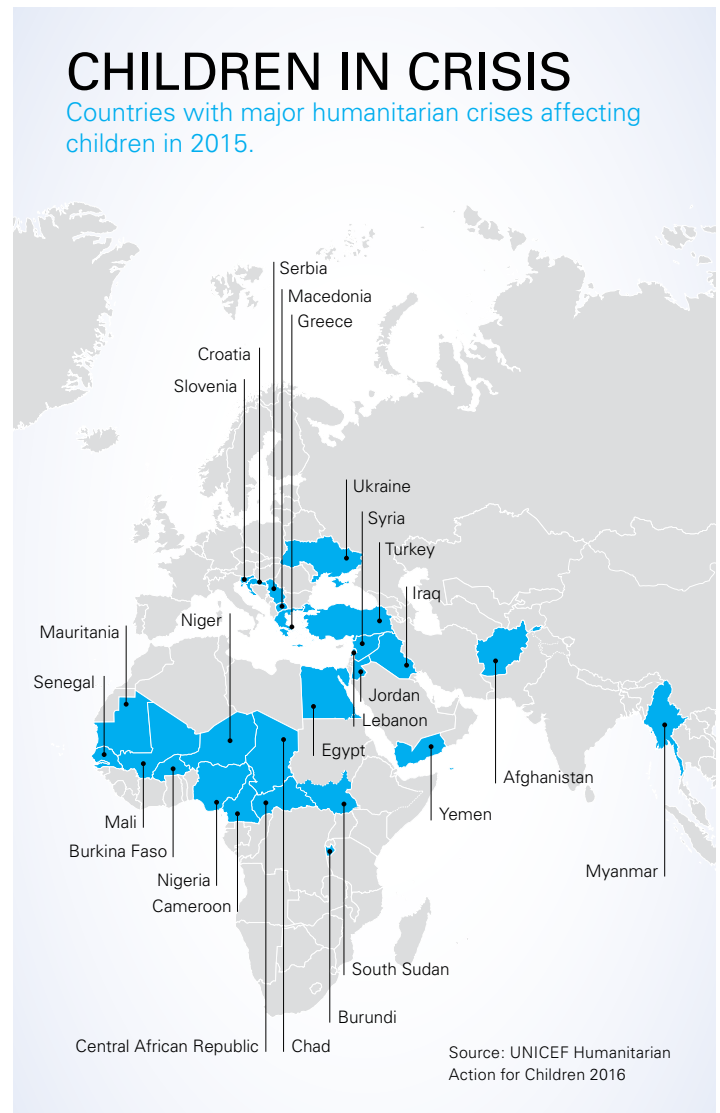 CHILDREN IN CRISIS
Countries with major humanitarian crises affecting
children in 2015.
Serbia
Macedonia
Greece
Croatia
Slovenia
Ukraine
Syria
Turkey
Iraq
Niger
Mauritania
Senegal
Jordan
Lebanon
Egypt
Afghanistan
Yemen
Mali
Burkina Faso
Nigeria
Cameroon
Myanmar
South Sudan
Burundi
Central African Republic
Chad
Source: UNICEF Humanitarian
Action for Children 2016